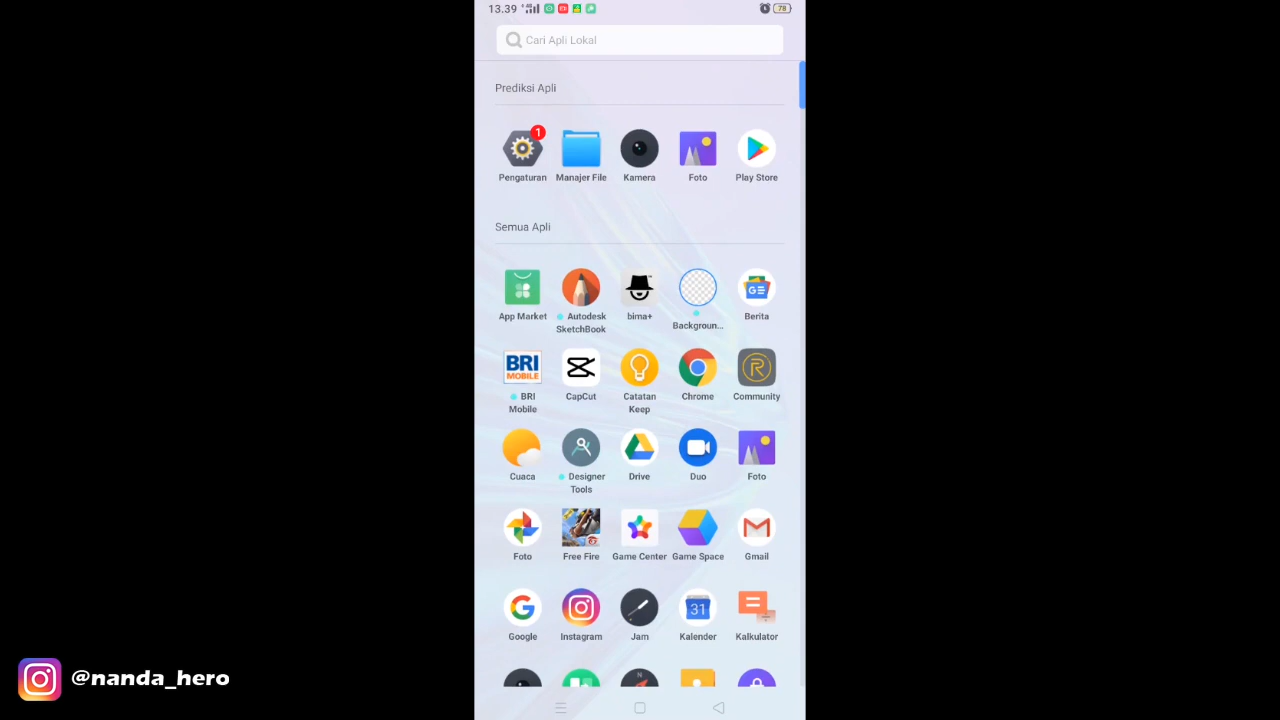 13.39
78
Cari Apli Lokal
Prediksi Apli
1
Pengaturan Manajer File Kamera Foto Play Store
Semua Apli
GE
App Market Autodesk SketchBook bima+ Backgroun... Berita
BRI MOBILE
R
BRI Mobile CapCut Catatan Keep Chrome Community
Cuaca Designer Tools Drive Duo Foto
Foto Free Fire Game Center Game Space Gmail
G
31
Google Instagram Jam Kalender Kalkulator
N
@nanda_hero